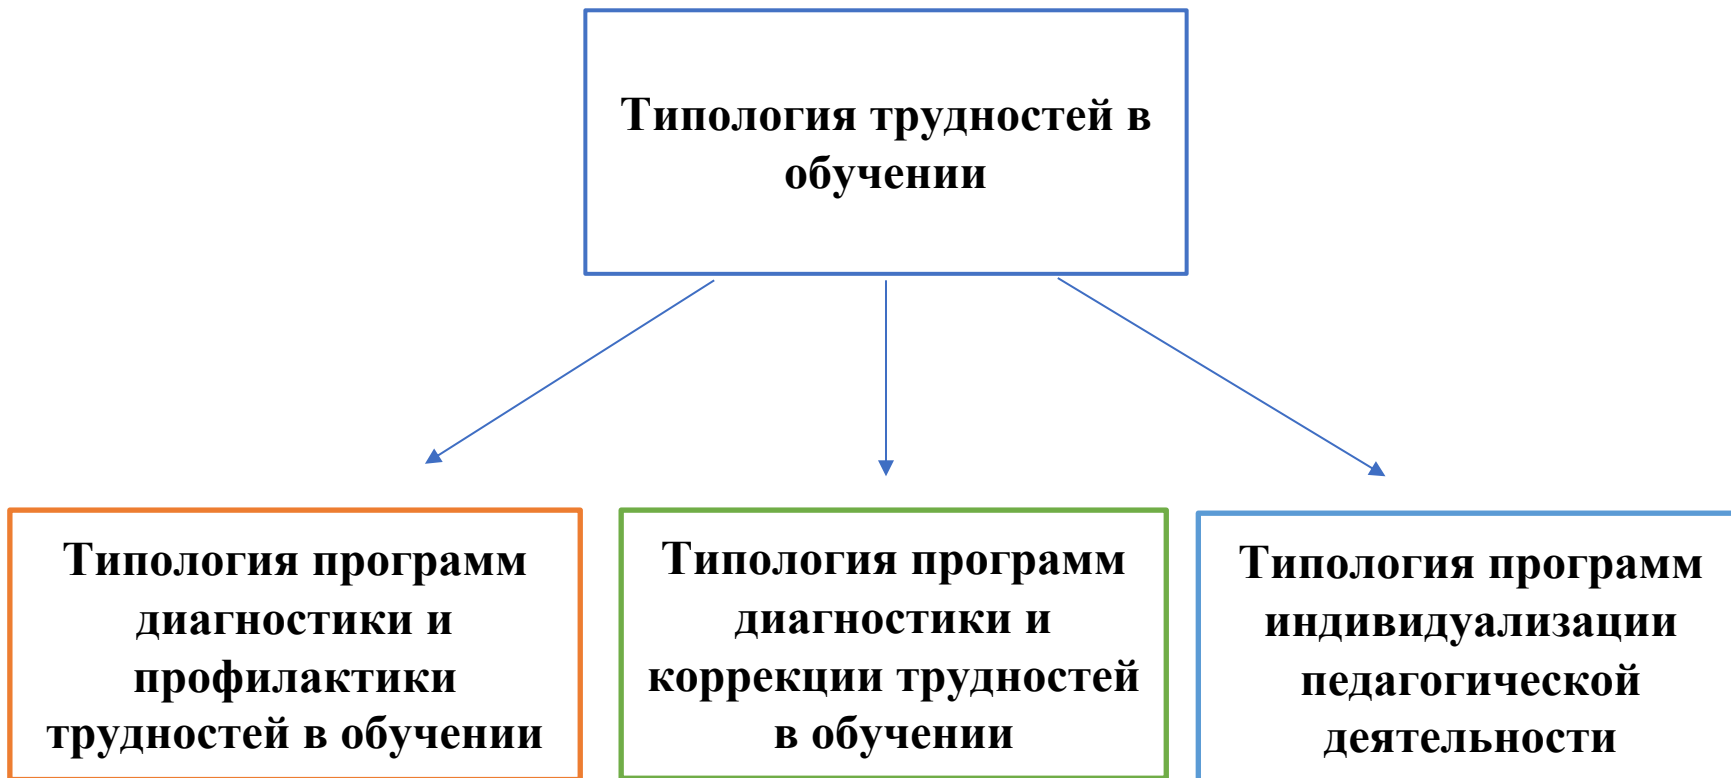 Типология трудностей в
обучении
Типология программ
диагностики и
профилактики
трудностей в обучении
Типология программ
диагностики и
коррекции трудностей
в обучении
Типология программ
индивидуализации
педагогической
деятельности